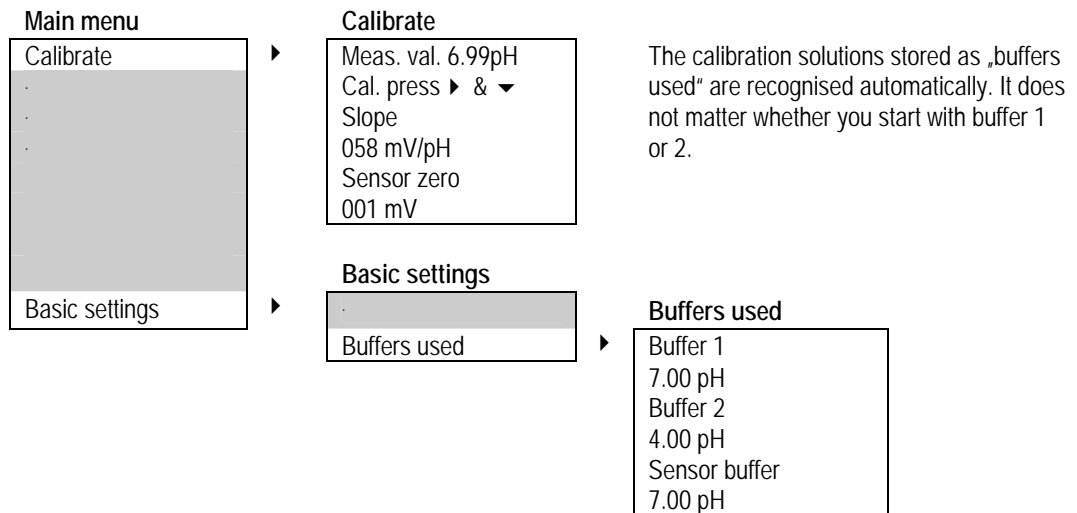 Main menu
Calibrate
.
.
.
Basic settings
Calibrate
Meas. val. 6.99pH
Cal. press ▶ & ▼
Slope
058 mV/pH
Sensor zero
001 mV
The calibration solutions stored as „buffers
used“ are recognised automatically. It does
not matter whether you start with buffer 1
or 2.
Basic settings
.
Buffers used
Buffers used
Buffer 1
7.00 pH
Buffer 2
4.00 pH
Sensor buffer
7.00 pH